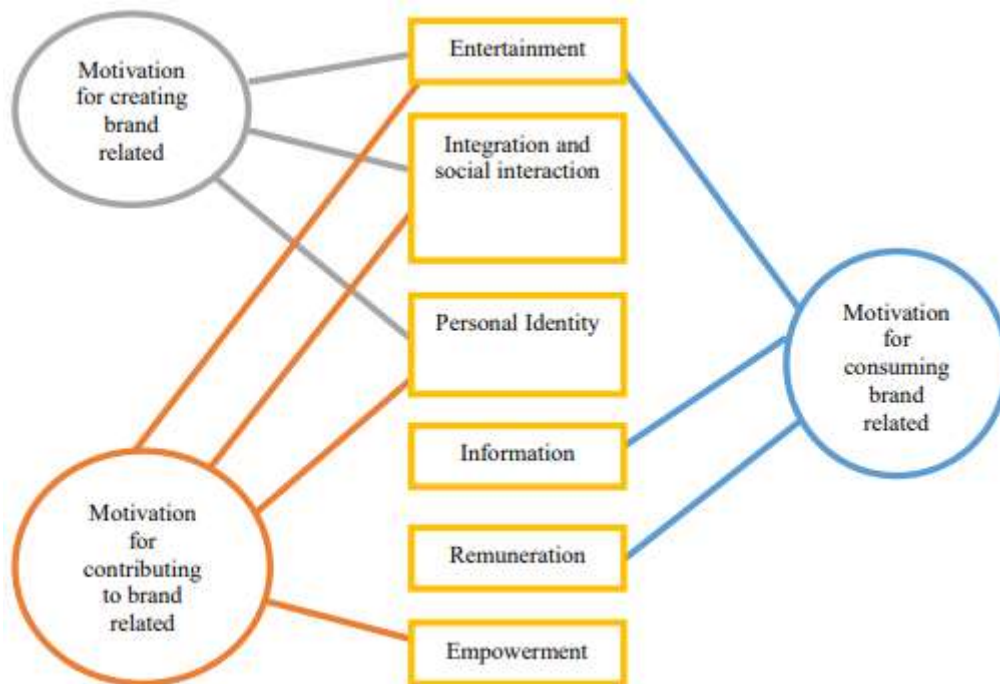 Motivation
for creating
brand
related
Entertainment
Integration and
social interaction
Personal Identity
Information
Remuneration
Empowerment
Motivation
for
contributing
to brand
related
Motivation
for
consuming
brand
related